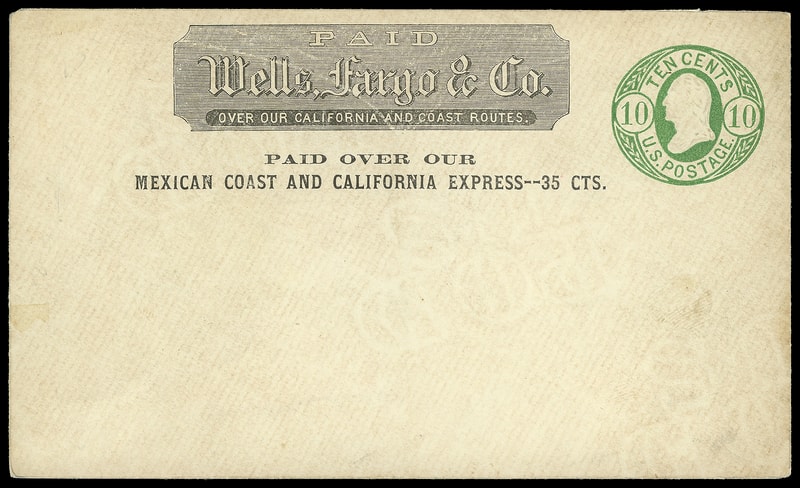 PAID
Wells, Fargo & Co.
OVER OUR CALIFORNIA AND COAST ROUTES.
PAID OVER OUR
MEXICAN COAST AND CALIFORNIA EXPRESS--35 CTS.
TEN CENTS
10 10
U.S. POSTAGE.